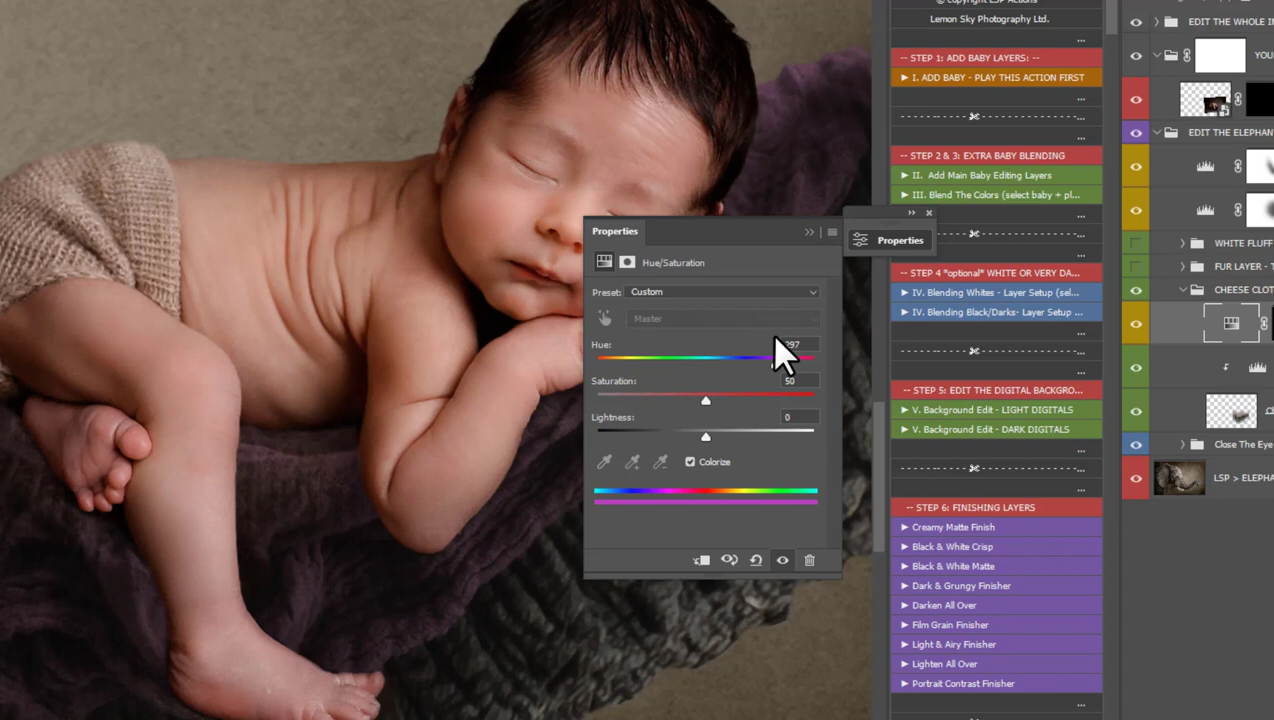 Properties
Hue/Saturation
Preset: Custom
Master
Hue:
297
Saturation: 50
Lightness: 0
Colorize
Properties
© Copyright LSP Actions
Lemon Sky Photography Ltd.
...
-- STEP 1: ADD BABY LAYERS: --
I. ADD BABY - PLAY THIS ACTION FIRST
...
...
...
-- STEP 2 & 3: EXTRA BABY BLENDING
II. Add Main Baby Editing Layers
III. Blend The Colors (select baby + pl...
...
...
...
-- STEP 4 *optional* WHITE OR VERY DA...
IV. Blending Whites - Layer Setup (sel...
IV. Blending Black/Darks- Layer Setup ...
...
...
...
-- STEP 5: EDIT THE DIGITAL BACKGRO...
V. Background Edit - LIGHT DIGITALS
V. Background Edit - DARK DIGITALS
...
...
...
-- STEP 6: FINISHING LAYERS
Creamy Matte Finish
Black & White Crisp
Black & White Matte
Dark & Grungy Finisher
Darken All Over
Film Grain Finisher
Light & Airy Finisher
Lighten All Over
Portrait Contrast Finisher
...
...
EDIT THE WHOLE IM
YOU
EDIT THE ELEPHAN
WHITE FLUFF
FUR LAYER - T
CHEESE CLOT
Close The Eye
LSP > ELEPHA